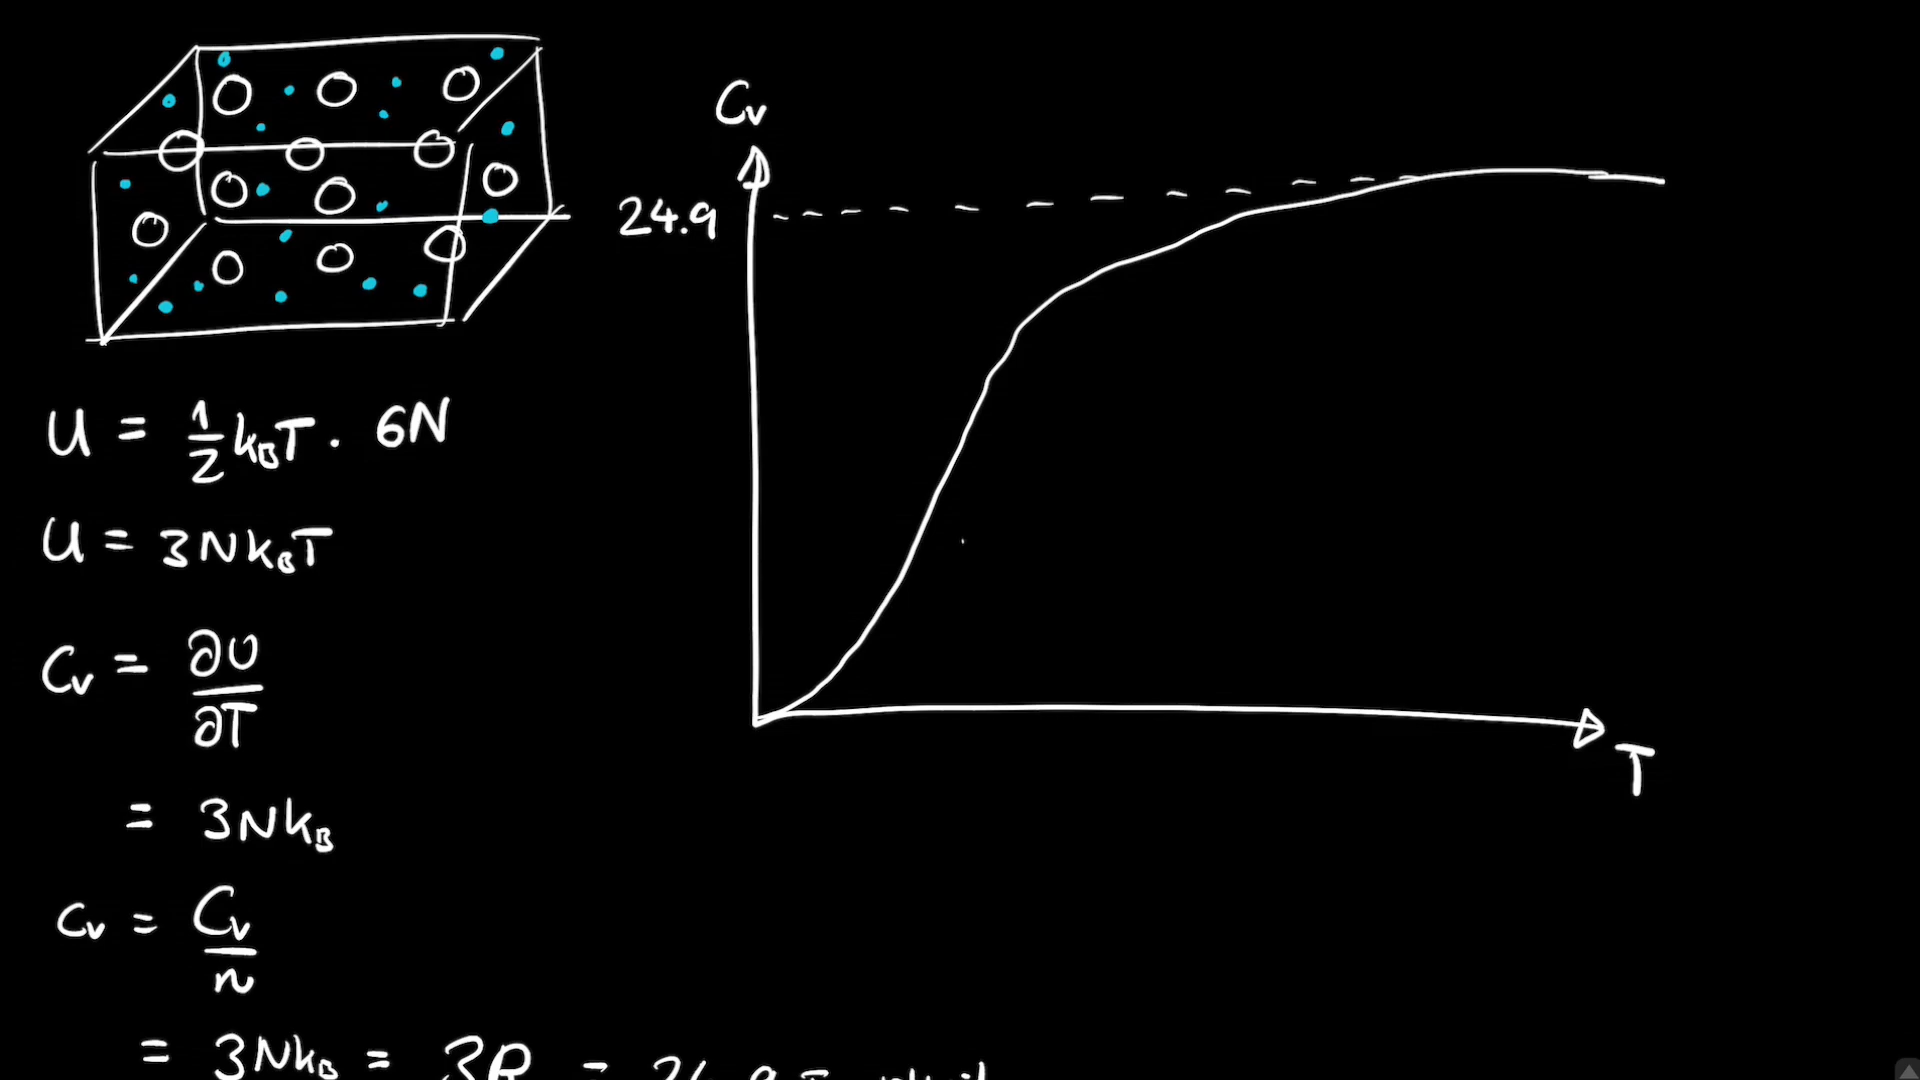 Cv
24.9
T
U = 1/2 kBT · 6N
U = 3NkBT
Cv = ∂U/∂T
= 3NkB
cv = Cv/n
= 3NkB = 3R =